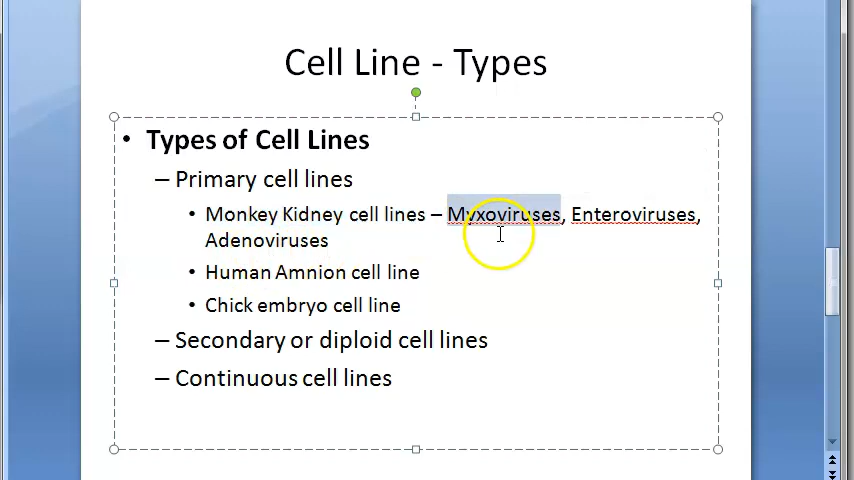 Cell Line - Types
• Types of Cell Lines
– Primary cell lines
• Monkey Kidney cell lines – Myxoviruses, Enteroviruses,
Adenoviruses
• Human Amnion cell line
• Chick embryo cell line
– Secondary or diploid cell lines
– Continuous cell lines